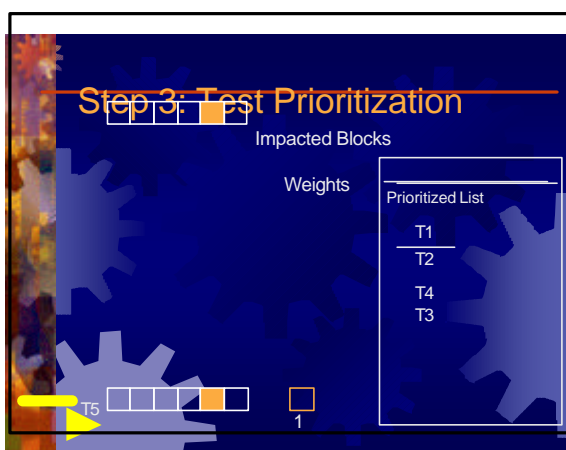 Step 3: Test Prioritization
Impacted Blocks
Weights
Prioritized List
T1
T2
T4
T3
T5
1